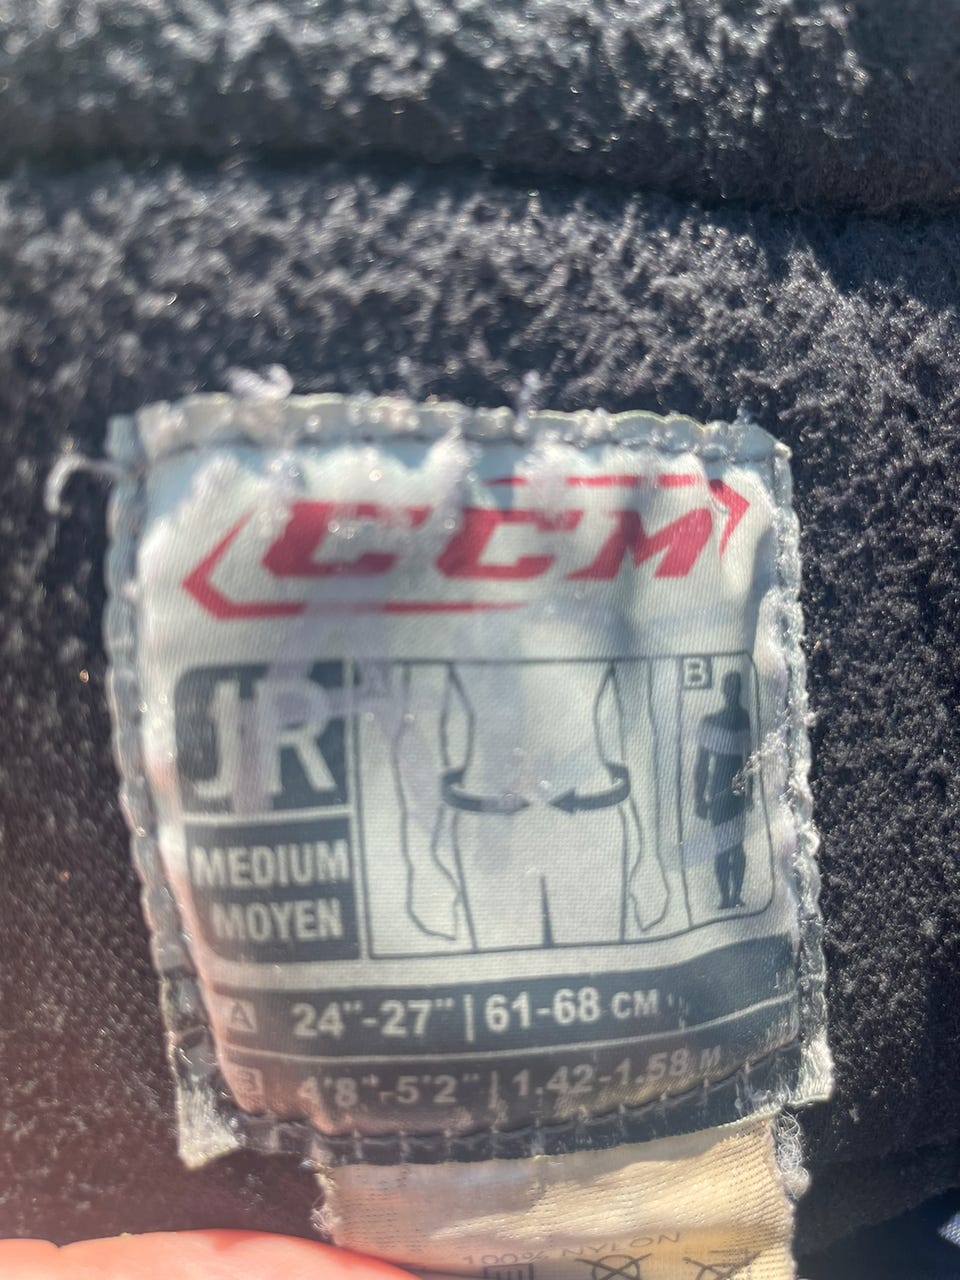 CCM
JR
MEDIUM
MOYEN
A
B
A 24"-27" | 61-68 CM
B 4'8"-5'2" | 1.42-1.58 M
100% NYLON